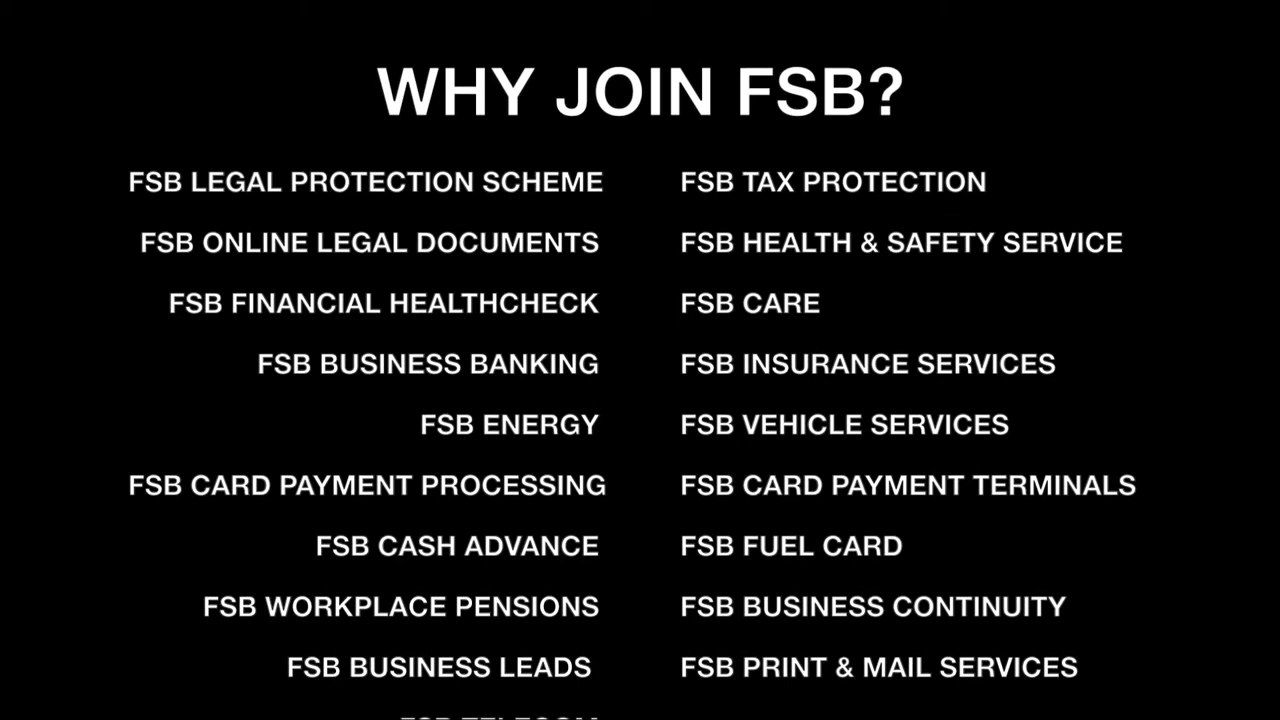 WHY JOIN FSB?
FSB LEGAL PROTECTION SCHEME FSB TAX PROTECTION
FSB ONLINE LEGAL DOCUMENTS FSB HEALTH & SAFETY SERVICE
FSB FINANCIAL HEALTHCHECK FSB CARE
FSB BUSINESS BANKING FSB INSURANCE SERVICES
FSB ENERGY FSB VEHICLE SERVICES
FSB CARD PAYMENT PROCESSING FSB CARD PAYMENT TERMINALS
FSB CASH ADVANCE FSB FUEL CARD
FSB WORKPLACE PENSIONS FSB BUSINESS CONTINUITY
FSB BUSINESS LEADS FSB PRINT & MAIL SERVICES